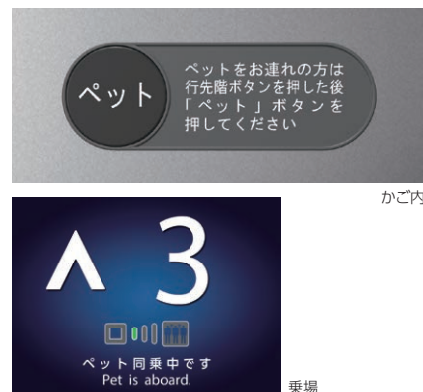 ペット
ペットをお連れの方は
行先階ボタンを押した後
「ペット」ボタンを
押してください
かご内
3
ペット同乗中です
Pet is aboard
乗場